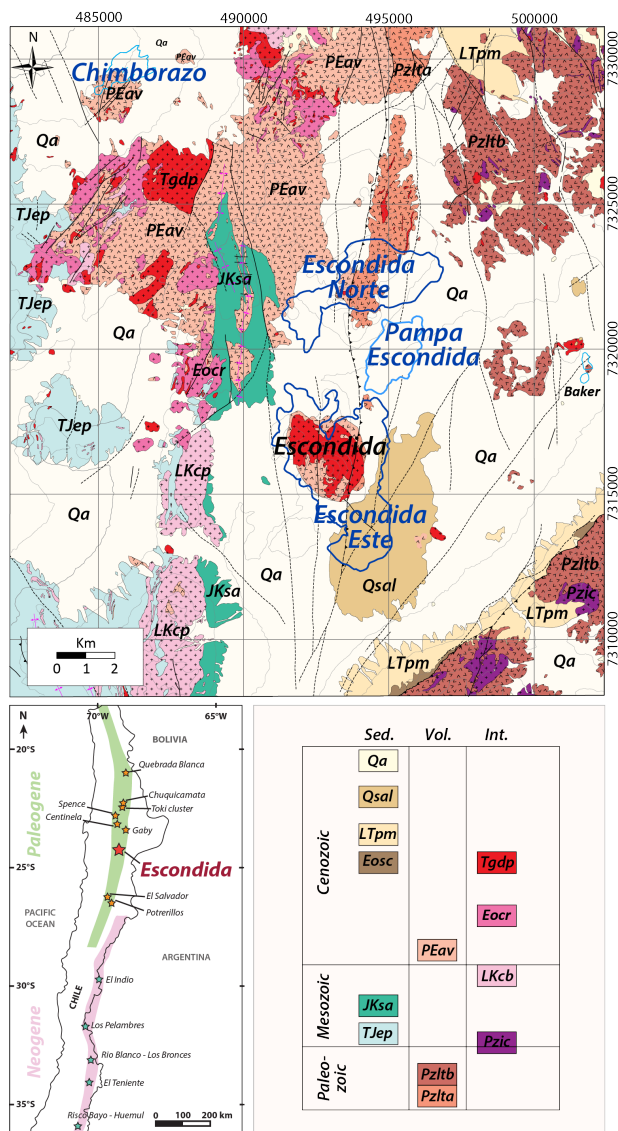 485000 490000 495000 500000
N
Qa
PEav
PEav
LTpm
Chimborazo
Pzlta
7330000
PEav
Qa
Pzltb
Tgdp
PEav
7325000
TJep
PEav
Escondida
Norte
JKsa
TJep
Qa
Qa
7320000
Pampa
Escondida
Eocr
Baker
TJep
Escondida
Qa
LKcp
7315000
Qa
Escondida
Este
Qa
Qsal
Pzltb
JKsa
Pzic
LTpm
LKcp
7310000
Km
0 1 2
LTpm
Qa
N
70°W 65°W
BOLIVIA
20°S
Quebrada Blanca
Paleogene
Chuquicamata
Spence
Toki cluster
Centinela
Gaby
25°S
Escondida
El Salvador
Potrerillos
PACIFIC
OCEAN
ARGENTINA
30°S
El Indio
CHILE
Los Pelambres
Neogene
Río Blanco - Los Bronces
El Teniente
35°S
Risco Bayo - Huemul
0 100 200 km
Sed. Vol. Int.
Cenozoic
Qa
Qsal
LTpm
Eosc Tgdp
Eocr
PEav
Mesozoic
LKcb
JKsa
TJep
Pzic
Paleo-
zoic
Pzltb
Pzlta